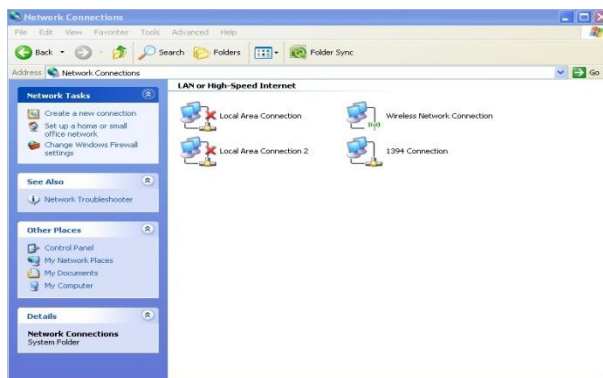 Network Connections
File Edit View Favorites Tools Advanced Help
Back Search Folders Folder Sync
Address Network Connections Go
Network Tasks
Create a new connection
Set up a home or small
office network
Change Windows Firewall
settings
See Also
Network Troubleshooter
Other Places
Control Panel
My Network Places
My Documents
My Computer
Details
Network Connections
System Folder
LAN or High-Speed Internet
Local Area Connection Wireless Network Connection
Local Area Connection 2 1394 Connection